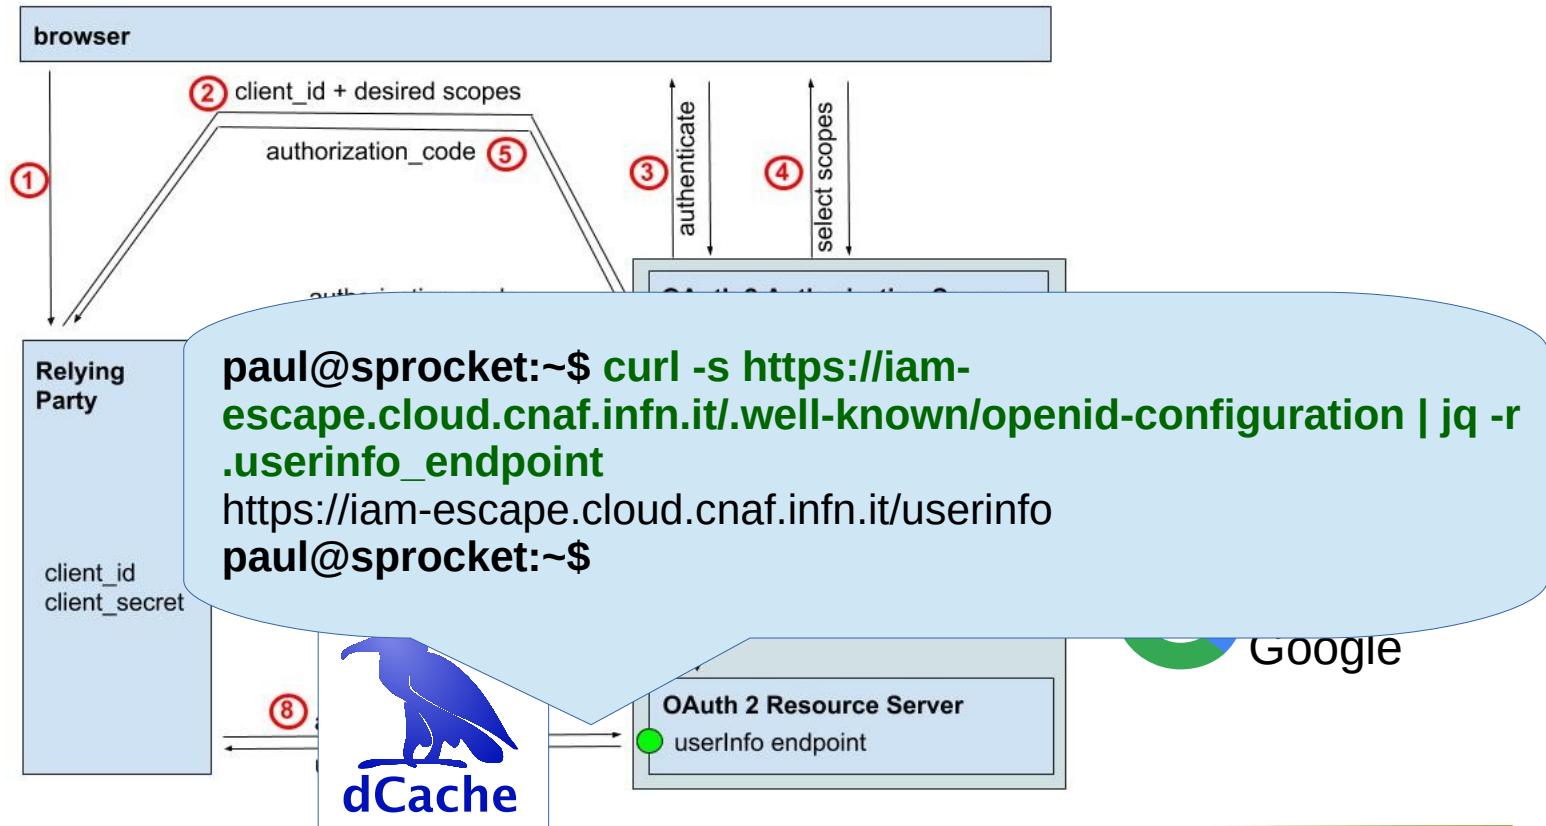 browser
2 client_id + desired scopes
authorization_code 5
1
3
authenticate
4
select scopes
Relying
Party
paul@sprocket:~$ curl -s https://iam-
escape.cloud.cnaf.infn.it/.well-known/openid-configuration | jq -r
.userinfo_endpoint
https://iam-escape.cloud.cnaf.infn.it/userinfo
paul@sprocket:~$
client_id
client_secret
Google
8
OAuth 2 Resource Server
userInfo endpoint
dCache